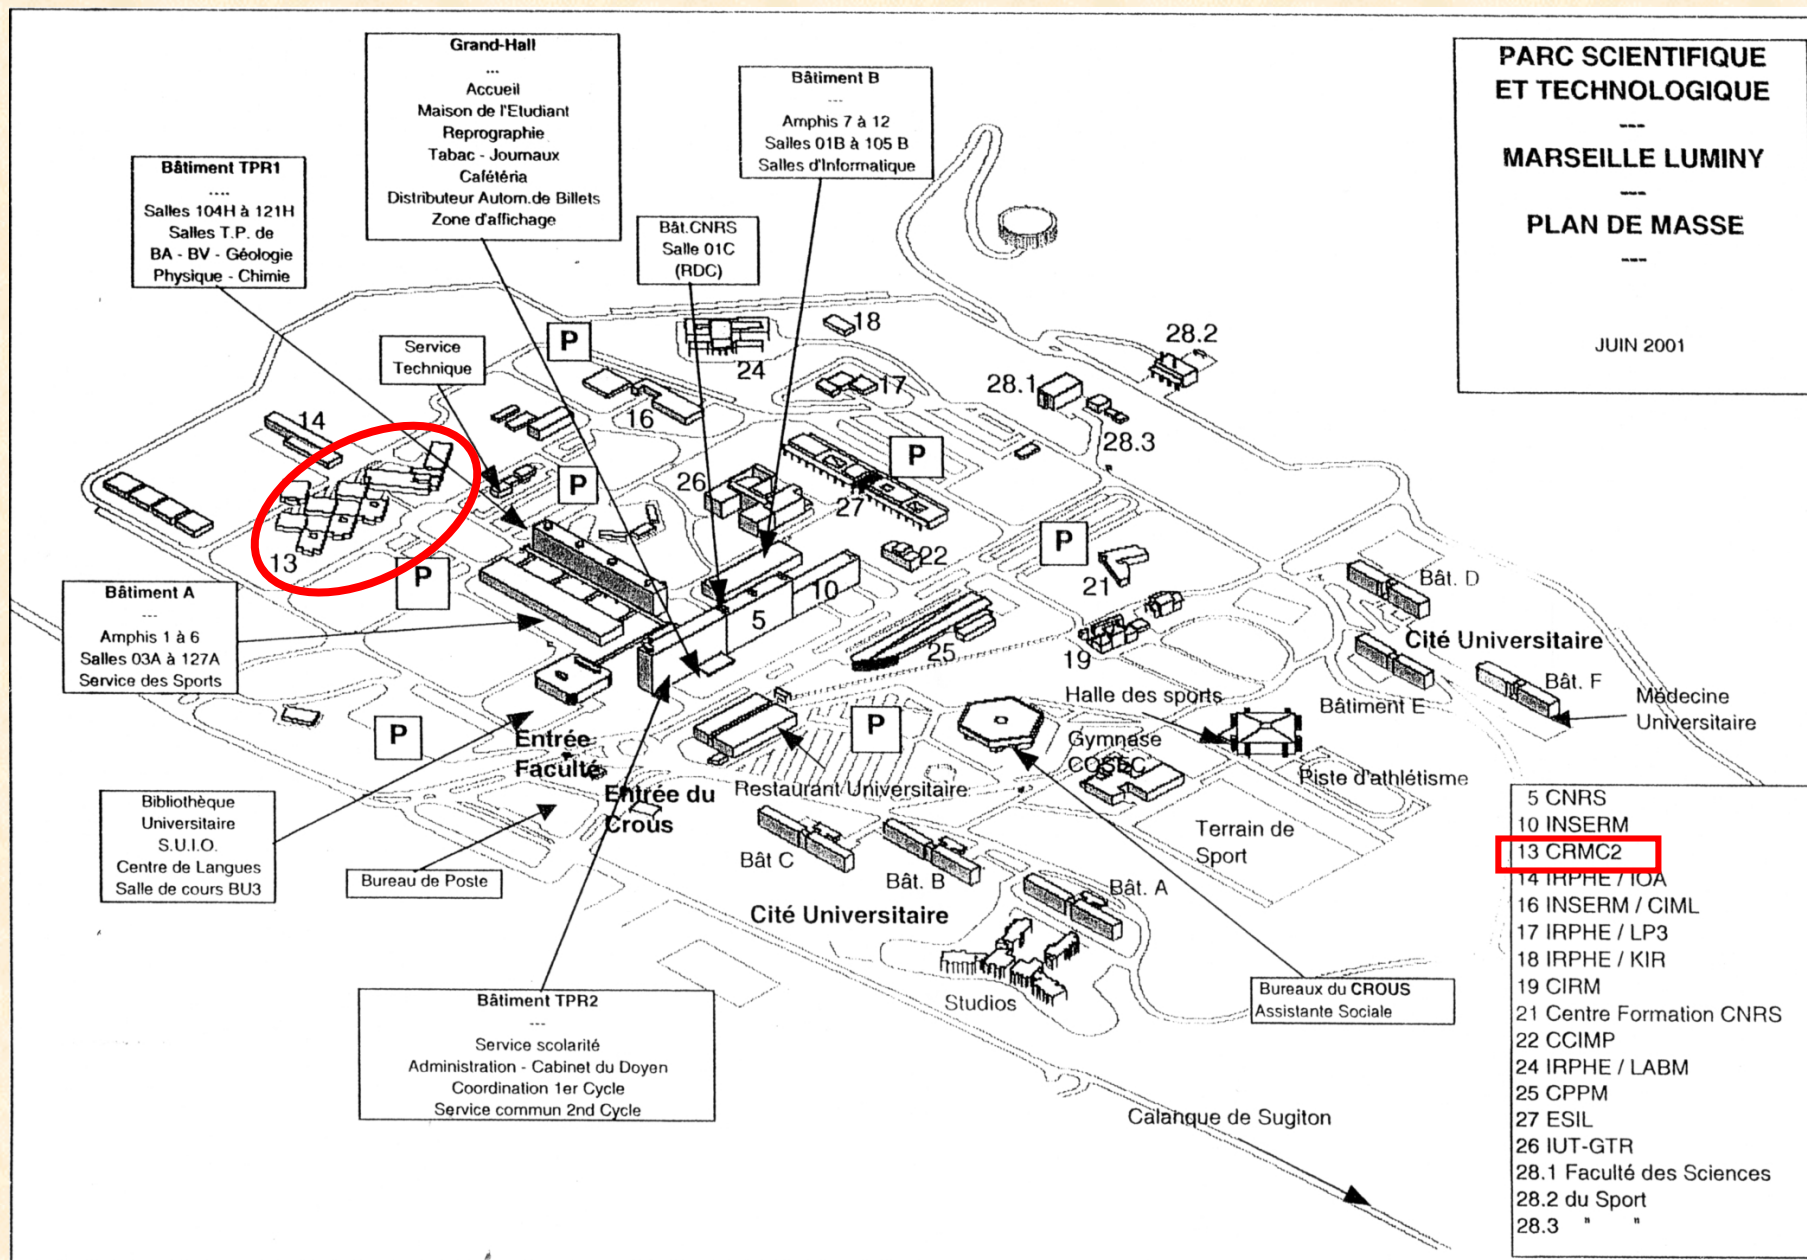 Grand-Hall
...
Accueil
Maison de l'Etudiant
Reprographie
Tabac - Journaux
Cafétéria
Distributeur Autom.de Billets
Zone d'affichage
Bâtiment B
---
Amphis 7 à 12
Salles 01B à 105 B
Salles d'Informatique
PARC SCIENTIFIQUE
ET TECHNOLOGIQUE
---
MARSEILLE LUMINY
---
PLAN DE MASSE
---
JUIN 2001
Bâtiment TPR1
....
Salles 104H à 121H
Salles T.P. de
BA - BV - Géologie
Physique - Chimie
Bât.CNRS
Salle 01C
(RDC)
Service
Technique
P
18
24
17
16
28.2
28.1
28.3
14
13
P
P
26
27
22
P
21
P
10
5
25
19
Bâtiment A
---
Amphis 1 à 6
Salles 03A à 127A
Service des Sports
Bât. D
Cité Universitaire
Bâtiment E
Bât. F
Médecine
Universitaire
Halle des sports
Gymnase
COSEC
Piste d'athlétisme
P
P
Entrée
Faculté
Entrée du
Crous
Restaurant Universitaire
Terrain de
Sport
Bibliothèque
Universitaire
S.U.I.O.
Centre de Langues
Salle de cours BU3
Bureau de Poste
Bât C
Bât. B
Bât. A
Cité Universitaire
Studios
Bureaux du CROUS
Assistante Sociale
Bâtiment TPR2
---
Service scolarité
Administration - Cabinet du Doyen
Coordination 1er Cycle
Service commun 2nd Cycle
Calanque de Sugiton
5 CNRS
10 INSERM
13 CRMC2
14 IRPHE / IOA
16 INSERM / CIML
17 IRPHE / LP3
18 IRPHE / KIR
19 CIRM
21 Centre Formation CNRS
22 CCIMP
24 IRPHE / LABM
25 CPPM
27 ESIL
26 IUT-GTR
28.1 Faculté des Sciences
28.2 du Sport
28.3 " "